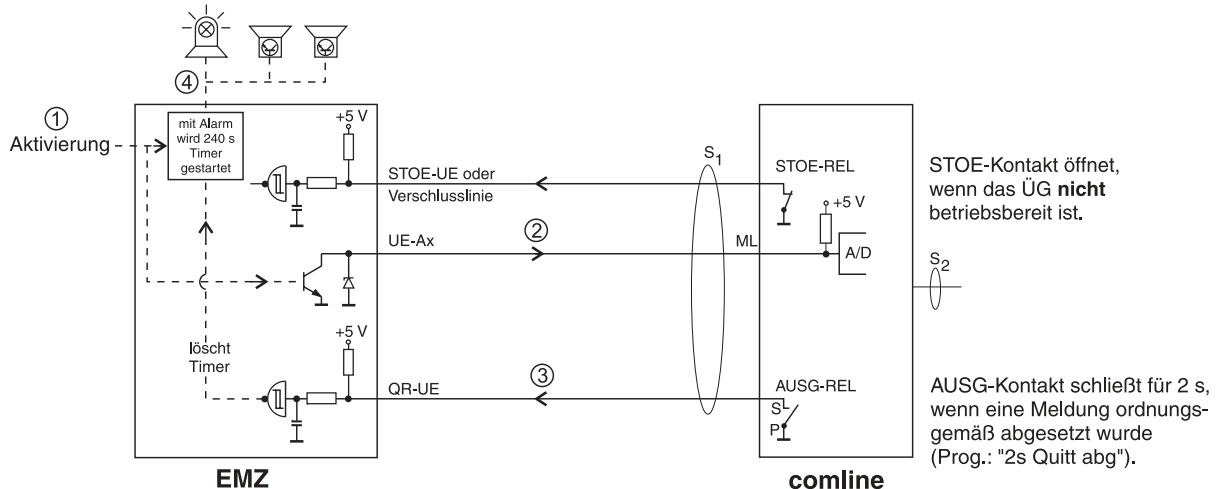 ④
①
Aktivierung
mit Alarm
wird 240 s
Timer
gestartet
+5 V
STOE-UE oder
Verschlusslinie
S1
STOE-REL
STOE-Kontakt öffnet,
wenn das ÜG nicht
betriebsbereit ist.
+5 V
UE-Ax
②
ML
A/D
S2
löscht
Timer
+5 V
QR-UE
③
AUSG-REL
S
P
AUSG-Kontakt schließt für 2 s,
wenn eine Meldung ordnungs-
gemäß abgesetzt wurde
(Prog.: "2s Quitt abg").
EMZ
comline